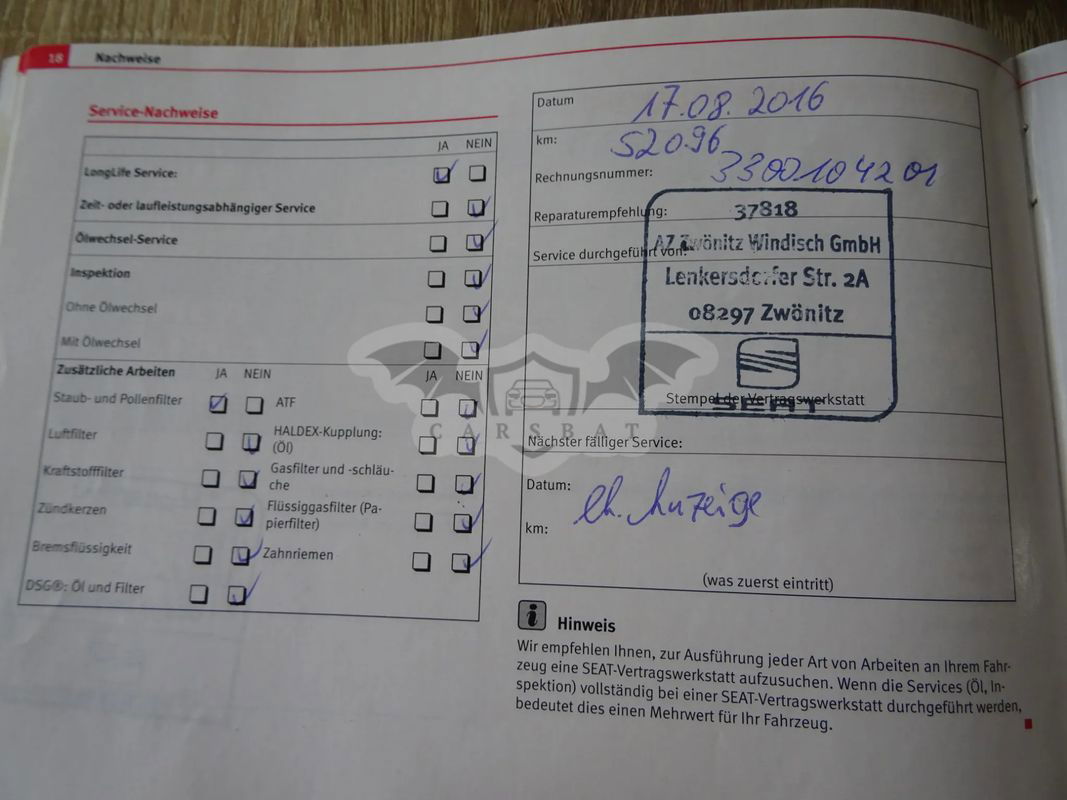 18 Nachweise
Service-Nachweise
JA NEIN
LongLife Service:
Zeit- oder laufleistungsabhängiger Service
Ölwechsel-Service
Inspektion
Ohne Ölwechsel
Mit Ölwechsel
Zusätzliche Arbeiten JA NEIN JA NEIN
Staub- und Pollenfilter
ATF
Luftfilter
HALDEX-Kupplung:
(Öl)
Kraftstofffilter
Gasfilter und -schläu-
che
Zündkerzen
Flüssiggasfilter (Pa-
pierfilter)
Bremsflüssigkeit
Zahnriemen
DSG®: Öl und Filter
Datum 17.08.2016
km: 52096
Rechnungsnummer: 3300104201
Reparaturempfehlung:
Service durchgeführt von:
37818
AZ Zwönitz Windisch GmbH
Lenkersdorfer Str. 2A
08297 Zwönitz
SEAT
Stempel der Vertragswerkstatt
Nächster fälliger Service:
Datum:
lh. Anzeige
km:
(was zuerst eintritt)
i Hinweis
Wir empfehlen Ihnen, zur Ausführung jeder Art von Arbeiten an Ihrem Fahr-
zeug eine SEAT-Vertragswerkstatt aufzusuchen. Wenn die Services (Öl, In-
spektion) vollständig bei einer SEAT-Vertragswerkstatt durchgeführt werden,
bedeutet dies einen Mehrwert für Ihr Fahrzeug.
CARSBAT